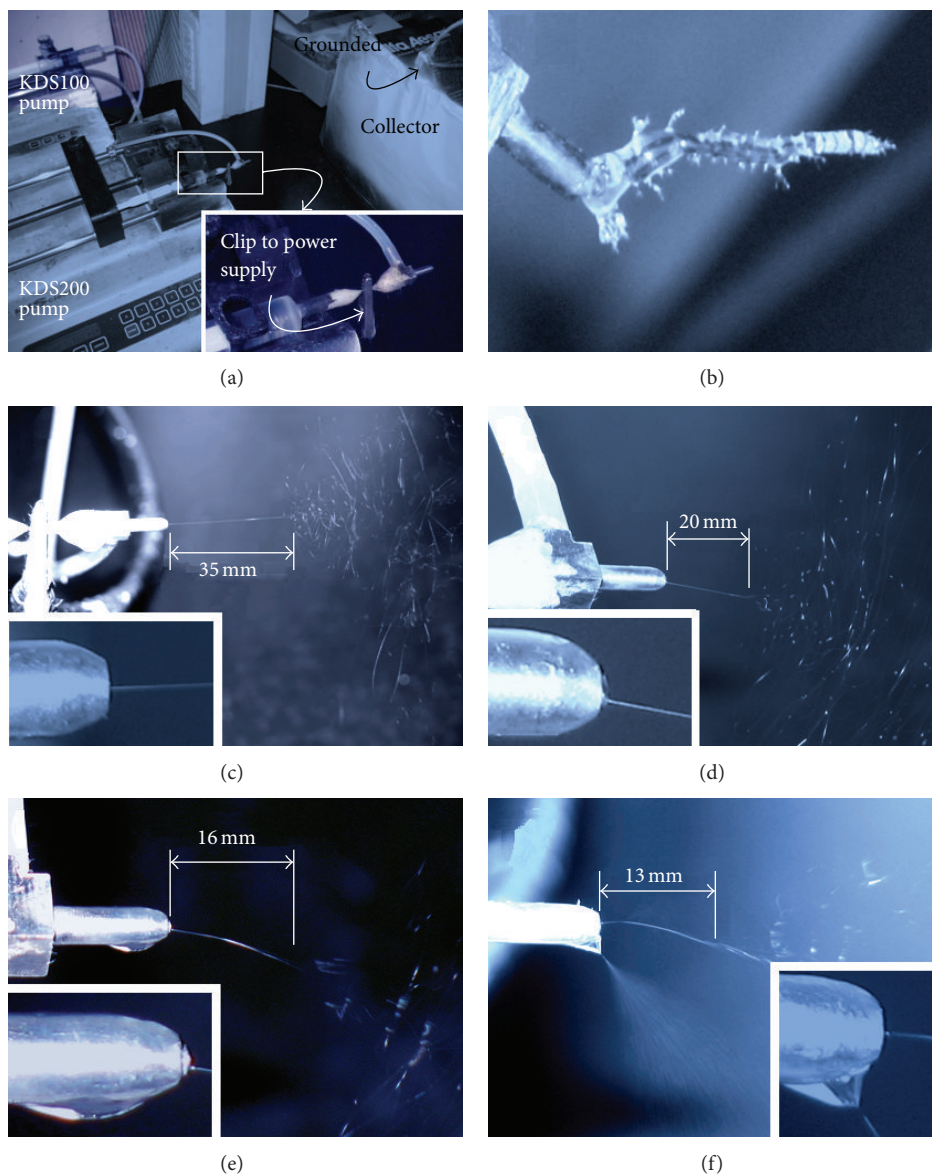 Grounded
KDS100
pump
Collector
Clip to power
supply
KDS200
pump
(a)
(b)
35 mm
(c)
20 mm
(d)
16 mm
(e)
13 mm
(f)